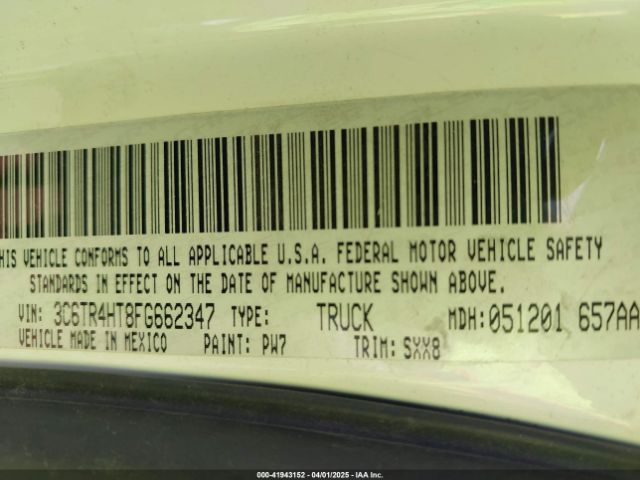 HIS VEHICLE CONFORMS TO ALL APPLICABLE U.S.A. FEDERAL MOTOR VEHICLE SAFETY
STANDARDS IN EFFECT ON THE DATE OF MANUFACTURE SHOWN ABOVE.
VIN: 3C6TR4HT8FG662347 TYPE: TRUCK MDH:051201 657AA
VEHICLE MADE IN MEXICO PAINT: PW7 TRIM: SXX8
000-41943152 | 04/01/2025 | IAA Inc.